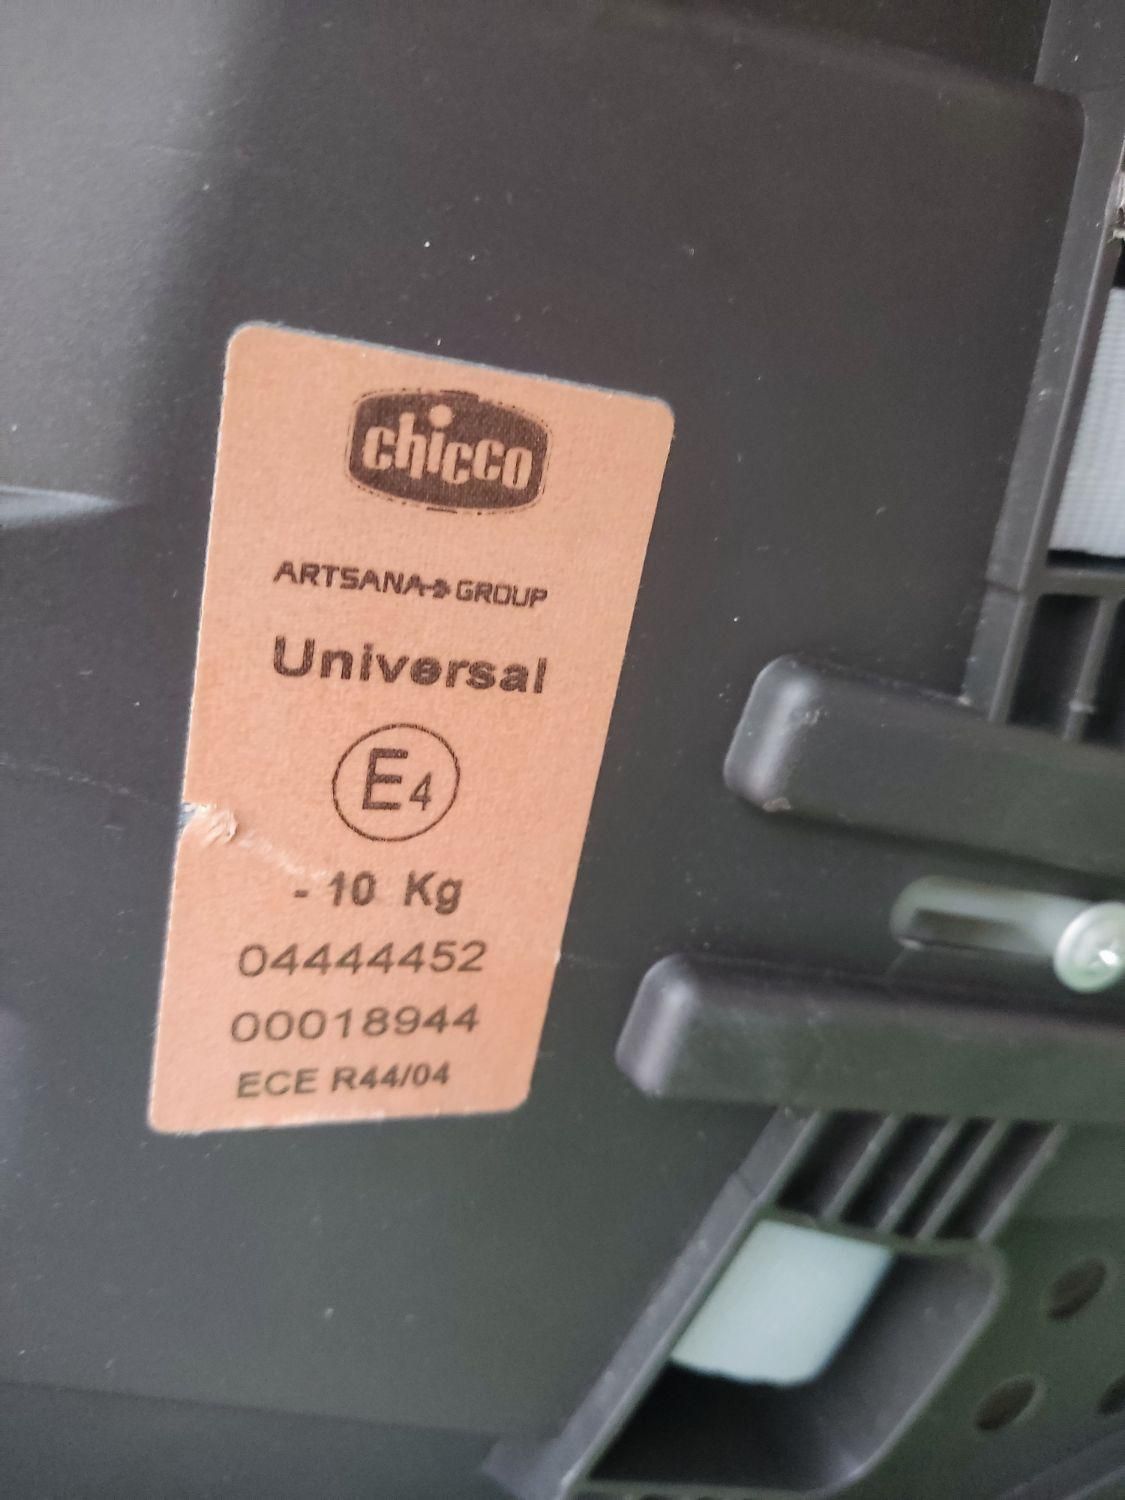 chicco
ARTSANA GROUP
Universal
E4
- 10 Kg
04444452
00018944
ECE R44/04